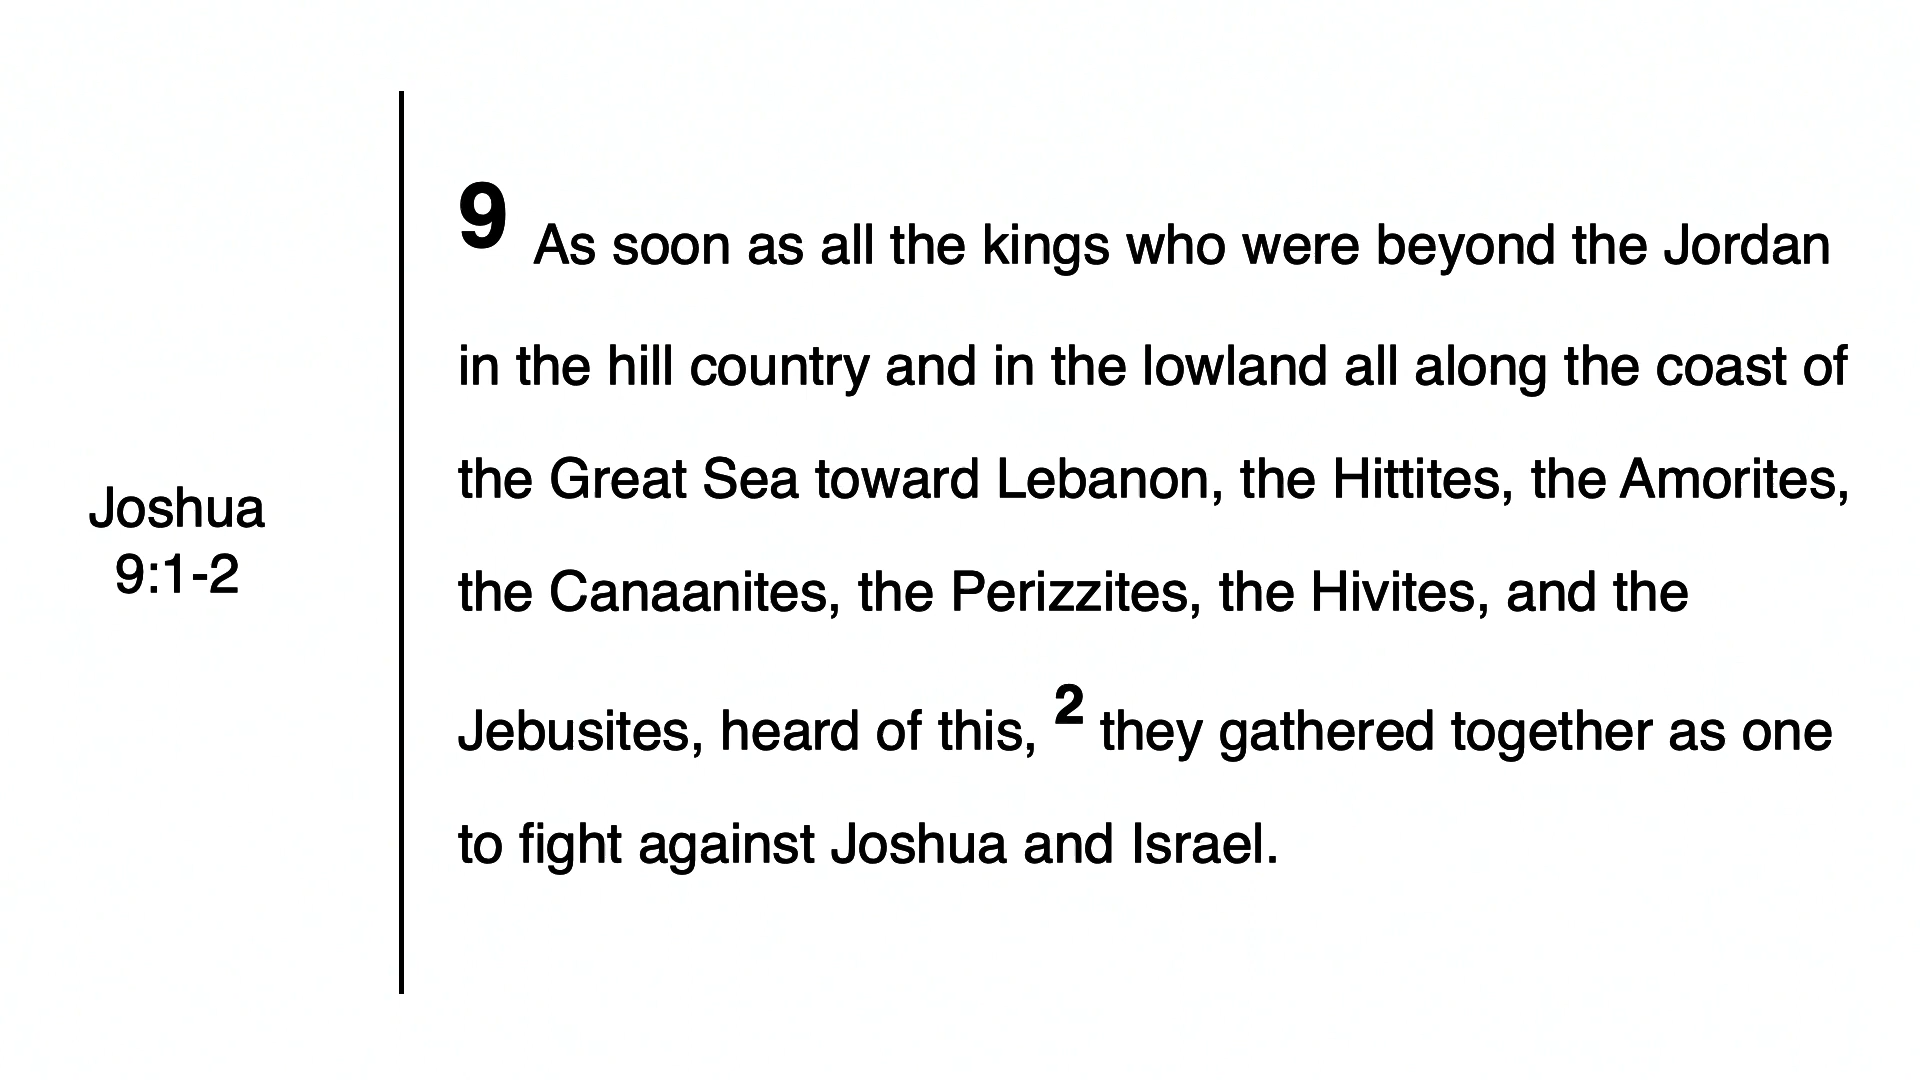 Joshua
9:1-2
9 As soon as all the kings who were beyond the Jordan
in the hill country and in the lowland all along the coast of
the Great Sea toward Lebanon, the Hittites, the Amorites,
the Canaanites, the Perizzites, the Hivites, and the
Jebusites, heard of this, 2 they gathered together as one
to fight against Joshua and Israel.